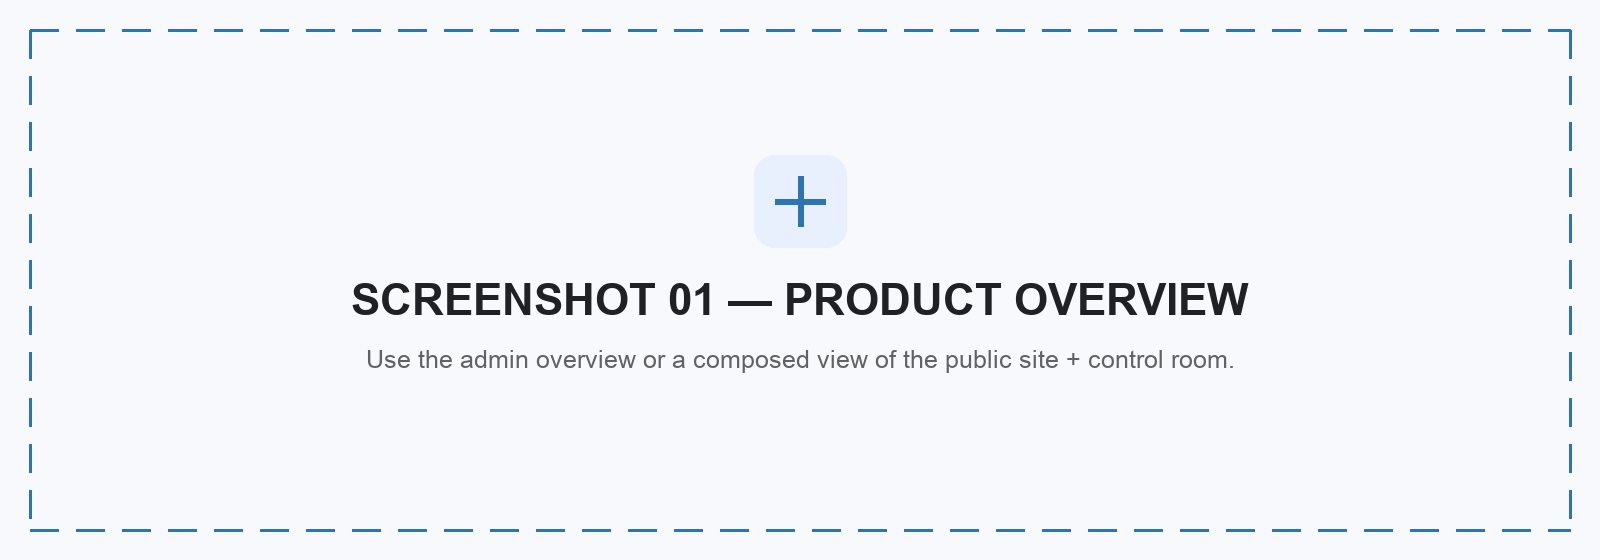 SCREENSHOT 01 — PRODUCT OVERVIEW
Use the admin overview or a composed view of the public site + control room.